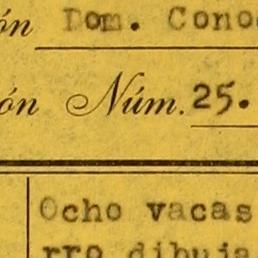 ón Dom. Cono
ón Núm. 25.
Ocho vacas
rro dibuja